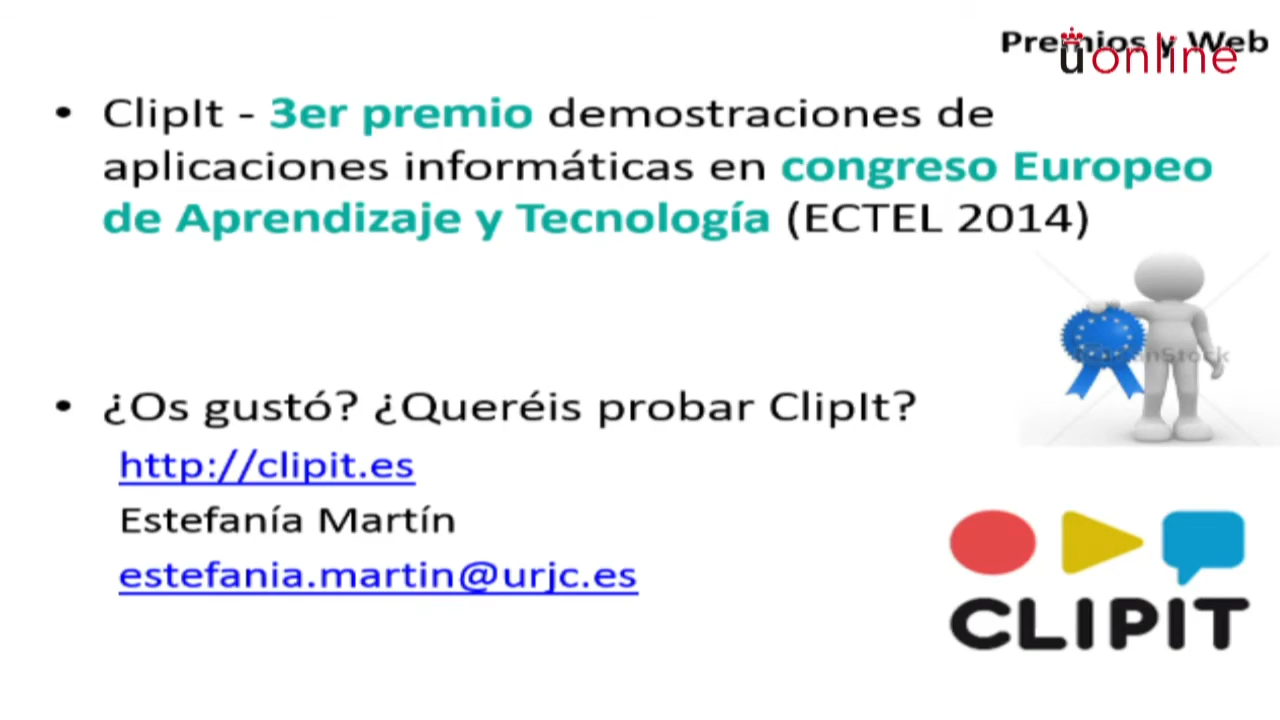 Premios y Web
uonline
• ClipIt - 3er premio demostraciones de
aplicaciones informáticas en congreso Europeo
de Aprendizaje y Tecnología (ECTEL 2014)
• ¿Os gustó? ¿Queréis probar ClipIt?
http://clipit.es
Estefanía Martín
estefania.martin@urjc.es
CLIPIT